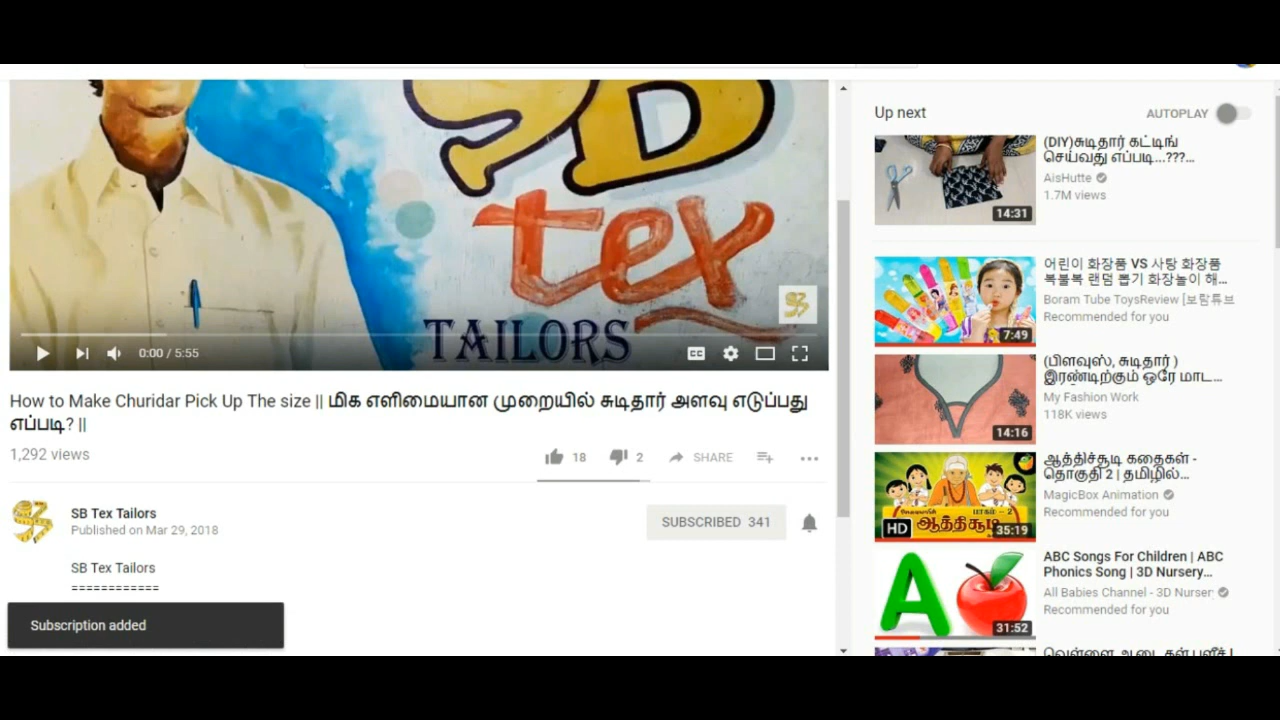 SB
tex
TAILORS
0:00 / 5:55
CC
How to Make Churidar Pick Up The size || மிக எளிமையான முறையில் சுடிதார் அளவு எடுப்பது
எப்படி? ||
1,292 views
18
2
SHARE
SB Tex Tailors
Published on Mar 29, 2018
SUBSCRIBED 341
SB Tex Tailors
============
Subscription added
Up next
AUTOPLAY
(DIY)சுடிதார் கட்டிங்
செய்வது எப்படி...???...
AisHutte
1.7M views
14:31
어린이 화장품 VS 사탕 화장품
복불복 랜덤 뽑기 화장놀이 해...
Boram Tube ToysReview [보람튜브
Recommended for you
7:49
(பிளவுஸ், சுடிதார் )
இரண்டிற்கும் ஒரே மாட...
My Fashion Work
118K views
14:16
ஆத்திச்சூடி கதைகள் -
தொகுதி 2 | தமிழில்...
MagicBox Animation
Recommended for you
பாகம் - 2
HD ஆத்திசூடி
35:19
ABC Songs For Children | ABC
Phonics Song | 3D Nursery...
All Babies Channel - 3D Nurser
Recommended for you
A
31:52